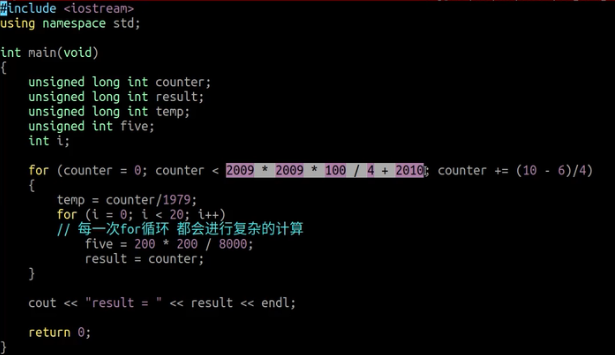 #include <iostream>
using namespace std;
int main(void)
{
    unsigned long int counter;
    unsigned long int result;
    unsigned long int temp;
    unsigned int five;
    int i;
    for (counter = 0; counter < 2009 * 2009 * 100 / 4 + 2010; counter += (10 - 6)/4)
    {
        temp = counter/1979;
        for (i = 0; i < 20; i++)
        // 每一次for循环 都会进行复杂的计算
            five = 200 * 200 / 8000;
            result = counter;
    }
    cout << "result = " << result << endl;
    return 0;
}